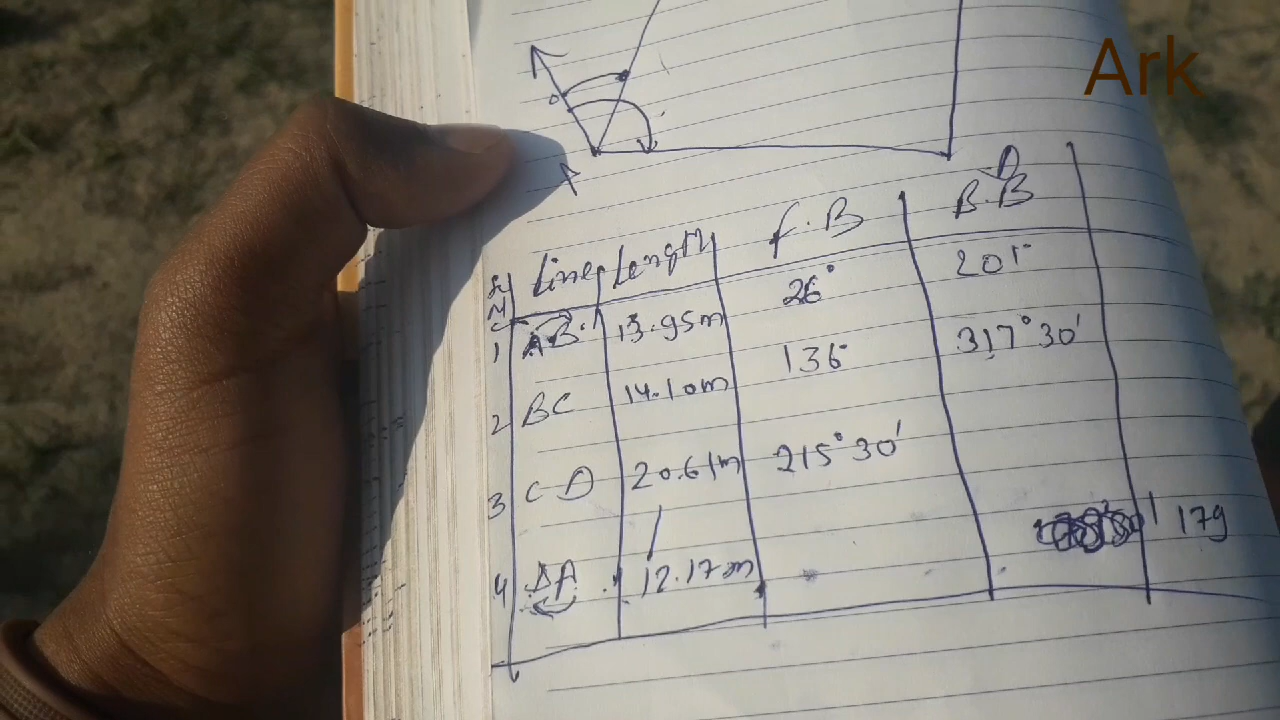 Ark
A
D
S/N Line Length F.B B.B
1 AB 13.95m 26° 201°
2 BC 14.10m 136° 317°30'
3 CD 20.61m 215°30'
4 DA 12.17m 179